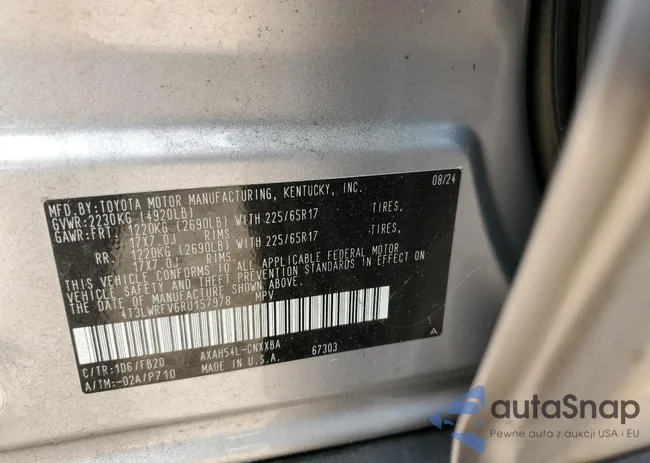 MFD.BY:TOYOTA MOTOR MANUFACTURING, KENTUCKY, INC. 08/24
GVWR:2230KG (4920LB)
GAWR:FRT: 1220KG (2690LB) WITH 225/65R17 TIRES,
17X7.0J RIMS,
RR: 1220KG (2690LB) WITH 225/65R17 TIRES,
17X7.0J RIMS.
THIS VEHICLE CONFORMS TO ALL APPLICABLE FEDERAL MOTOR
VEHICLE SAFETY AND THEFT PREVENTION STANDARDS IN EFFECT ON
THE DATE OF MANUFACTURE SHOWN ABOVE.
4T3LWRFV6RU157978 MPV
A
C/TR:1D6/FB20 AXAH54L-CNXXBA 67303
A/TM:-02A/P710 MADE IN U.S.A.
autaSnap
Pewne auta z aukcji USA i EU